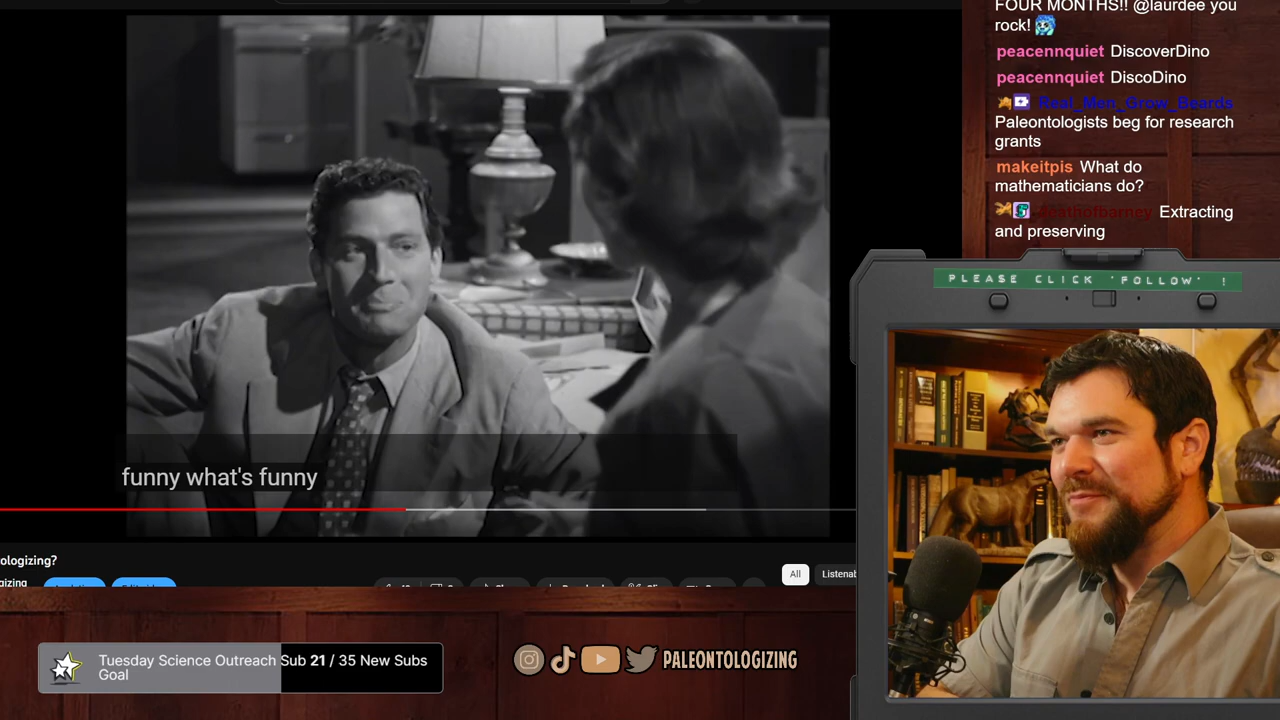 FOUR MONTHS!! @laurdee you
rock!
peacennquiet DiscoverDino
peacennquiet DiscoDino
Real_Men_Grow_Beards
Paleontologists beg for research
grants
makeitpis What do
mathematicians do?
Extracting
and preserving
PLEASE CLICK 'FOLLOW' !
funny what's funny
ologizing?
gizing
All
Listenab
Tuesday Science Outreach Sub 21 / 35 New Subs
Goal
PALEONTOLOGIZING